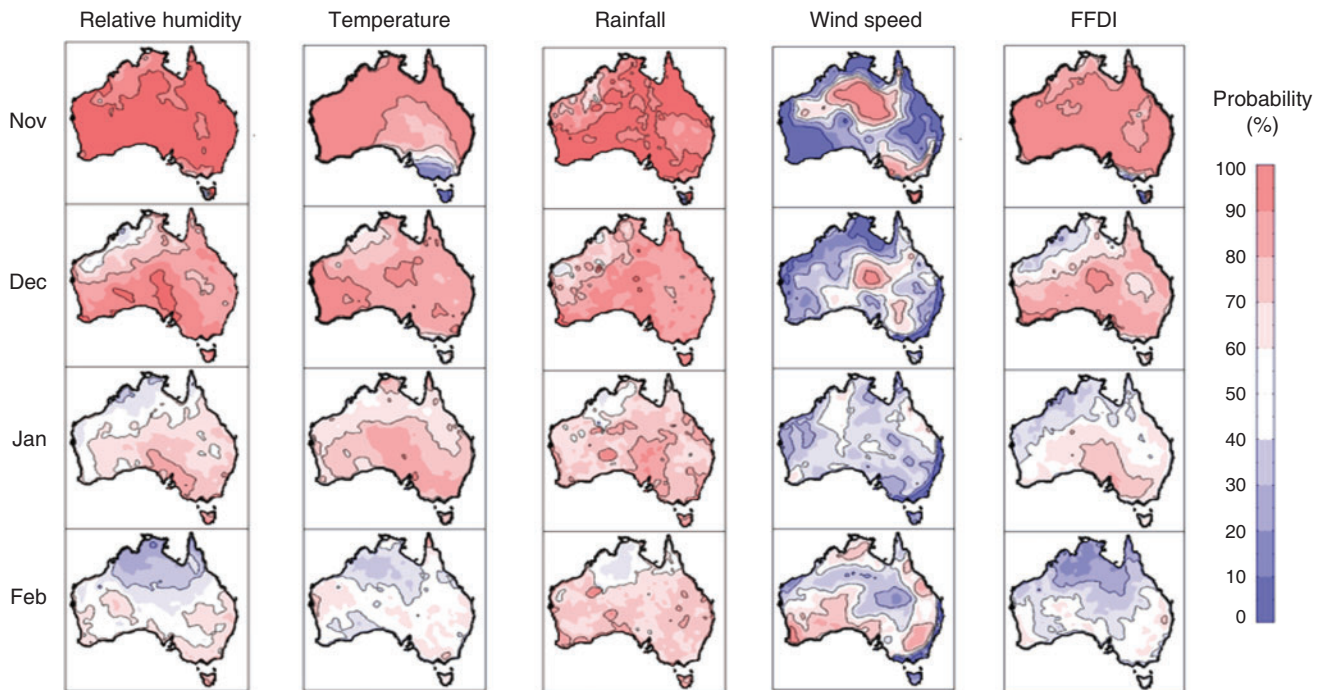 Relative humidity Temperature Rainfall Wind speed FFDI
Nov
Dec
Jan
Feb
Probability
(%)
100
90
80
70
60
50
40
30
20
10
0